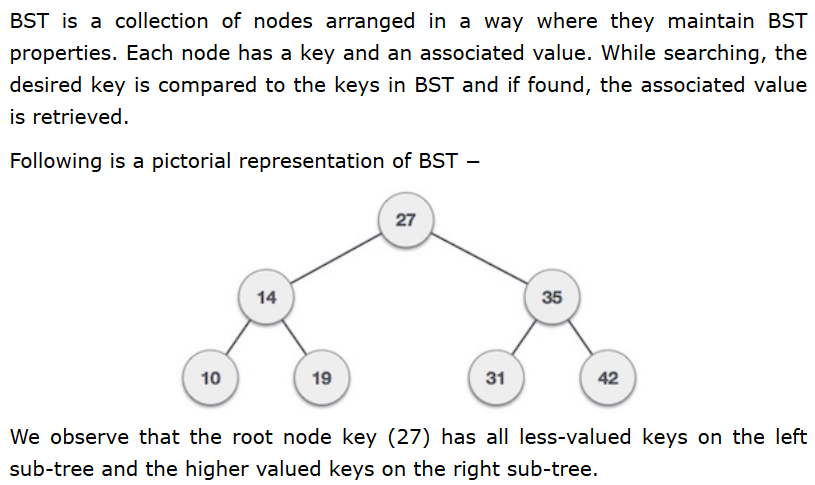 BST is a collection of nodes arranged in a way where they maintain BST
properties. Each node has a key and an associated value. While searching, the
desired key is compared to the keys in BST and if found, the associated value
is retrieved.
Following is a pictorial representation of BST −
27
14 35
10 19 31 42
We observe that the root node key (27) has all less-valued keys on the left
sub-tree and the higher valued keys on the right sub-tree.